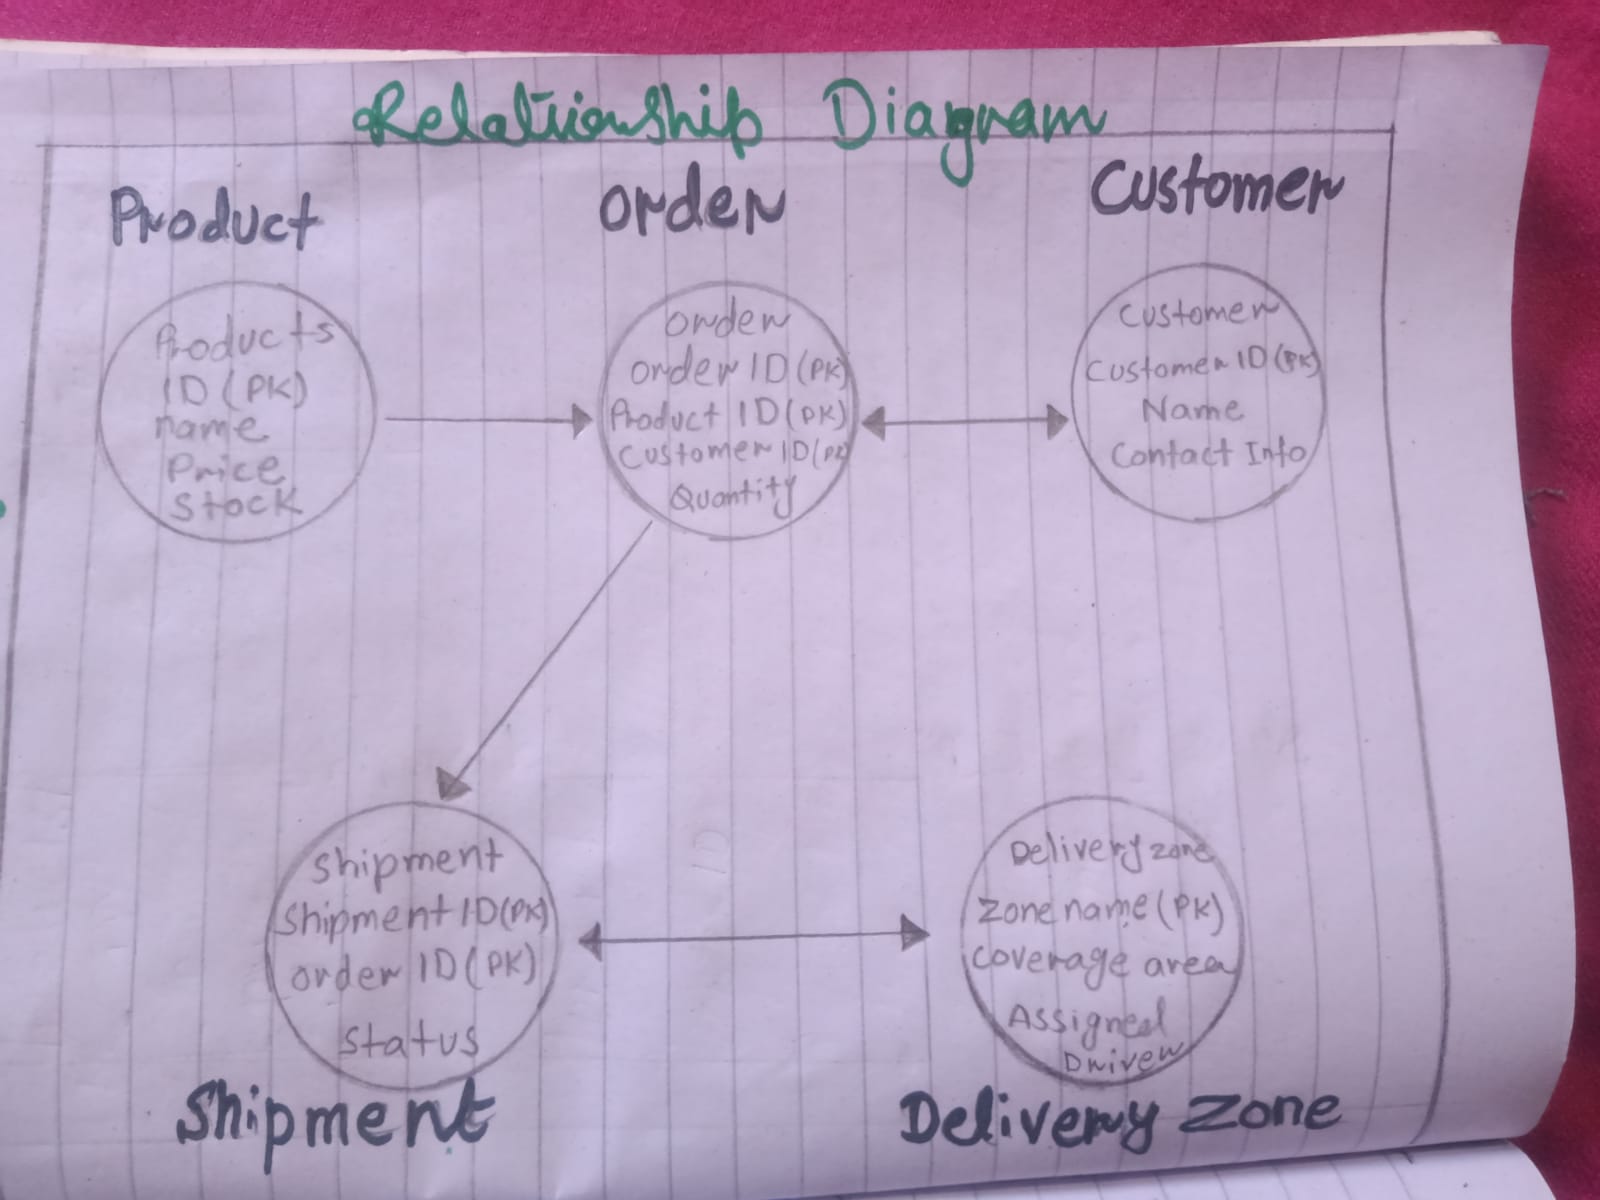 Relationship Diagram
Product
order
Customer
Products
ID (PK)
name
Price
Stock
order
order ID (PK)
Product ID (PK)
Customer ID (PK)
Quantity
Customer
Customer ID (PK)
Name
Contact Info
Shipment
Shipment ID (PK)
order ID (PK)
Status
Shipment
Delivery zone
Zone name (PK)
Coverage area
Assigned
Driver
Delivery Zone